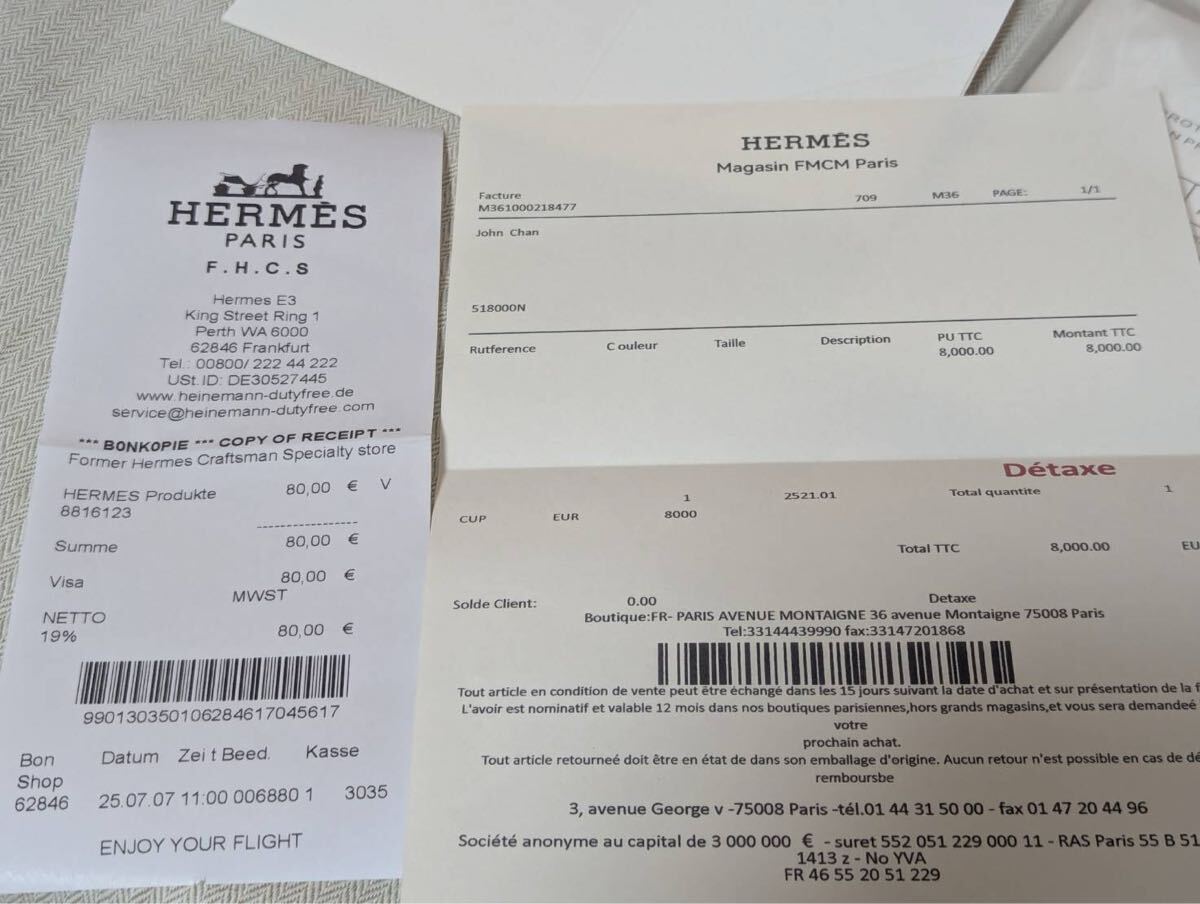 HERMÈS
PARIS
F.H.C.S
Hermes E3
King Street Ring 1
Perth WA 6000
62846 Frankfurt
Tel.: 00800/ 222 44 222
USt. ID: DE30527445
www.heinemann-dutyfree.de
service@heinemann-dutyfree.com
*** BONKOPIE *** COPY OF RECEIPT ***
Former Hermes Craftsman Specialty store
HERMES Produkte 80,00 € V
8816123
Summe 80,00 €
Visa 80,00 €
MWST
NETTO
19% 80,00 €
990130350106284617045617
Bon Datum Zei t Beed. Kasse
Shop
62846 25.07.07 11:00 006880 1 3035
ENJOY YOUR FLIGHT
HERMÈS
Magasin FMCM Paris
Facture 709 M36 PAGE: 1/1
M361000218477
John Chan
518000N
Rutference C ouleur Taille Description PU TTC Montant TTC
8,000.00 8,000.00
Détaxe
1 2521.01 Total quantite 1
CUP EUR 8000
Total TTC 8,000.00 EU
Solde Client: 0.00 Detaxe
Boutique:FR- PARIS AVENUE MONTAIGNE 36 avenue Montaigne 75008 Paris
Tel:33144439990 fax:33147201868
Tout article en condition de vente peut être échangé dans les 15 jours suivant la date d'achat et sur présentation de la f
L'avoir est nominatif et valable 12 mois dans nos boutiques parisiennes,hors grands magasins,et vous sera demandeé
votre
prochain achat.
Tout article retourneé doit être en état de dans son emballage d'origine. Aucun retour n'est possible en cas de dé
remboursbe
3, avenue George v -75008 Paris -tél.01 44 31 50 00 - fax 01 47 20 44 96
Société anonyme au capital de 3 000 000 € - suret 552 051 229 000 11 - RAS Paris 55 B 51
1413 z - No YVA
FR 46 55 20 51 229